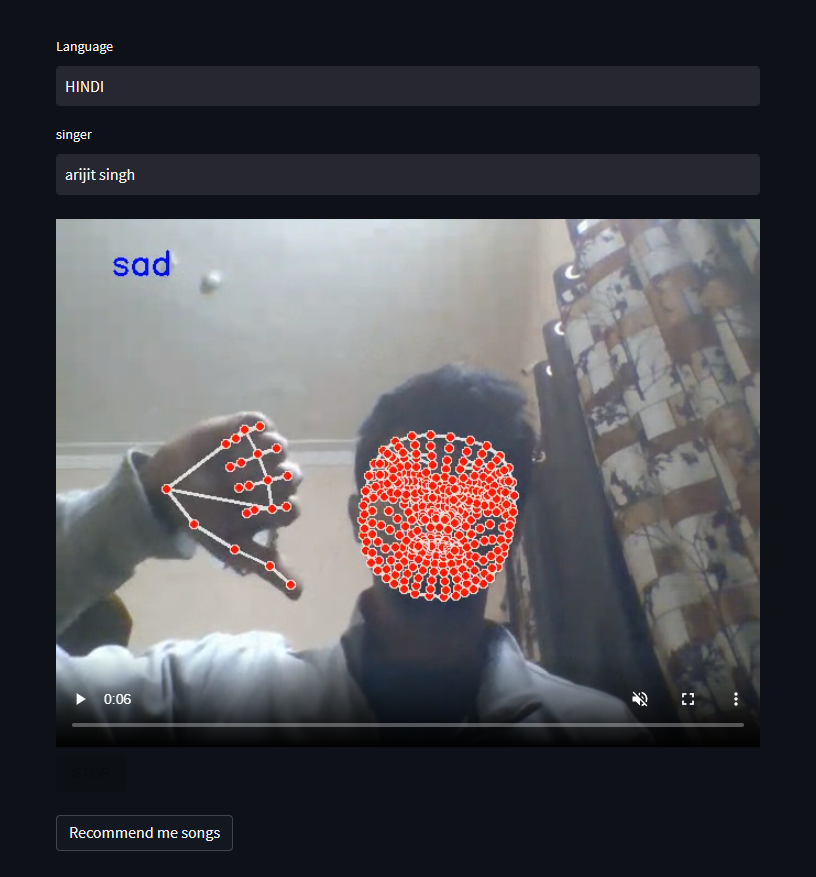 Language
HINDI
singer
arijit singh
sad
0:06
Recommend me songs